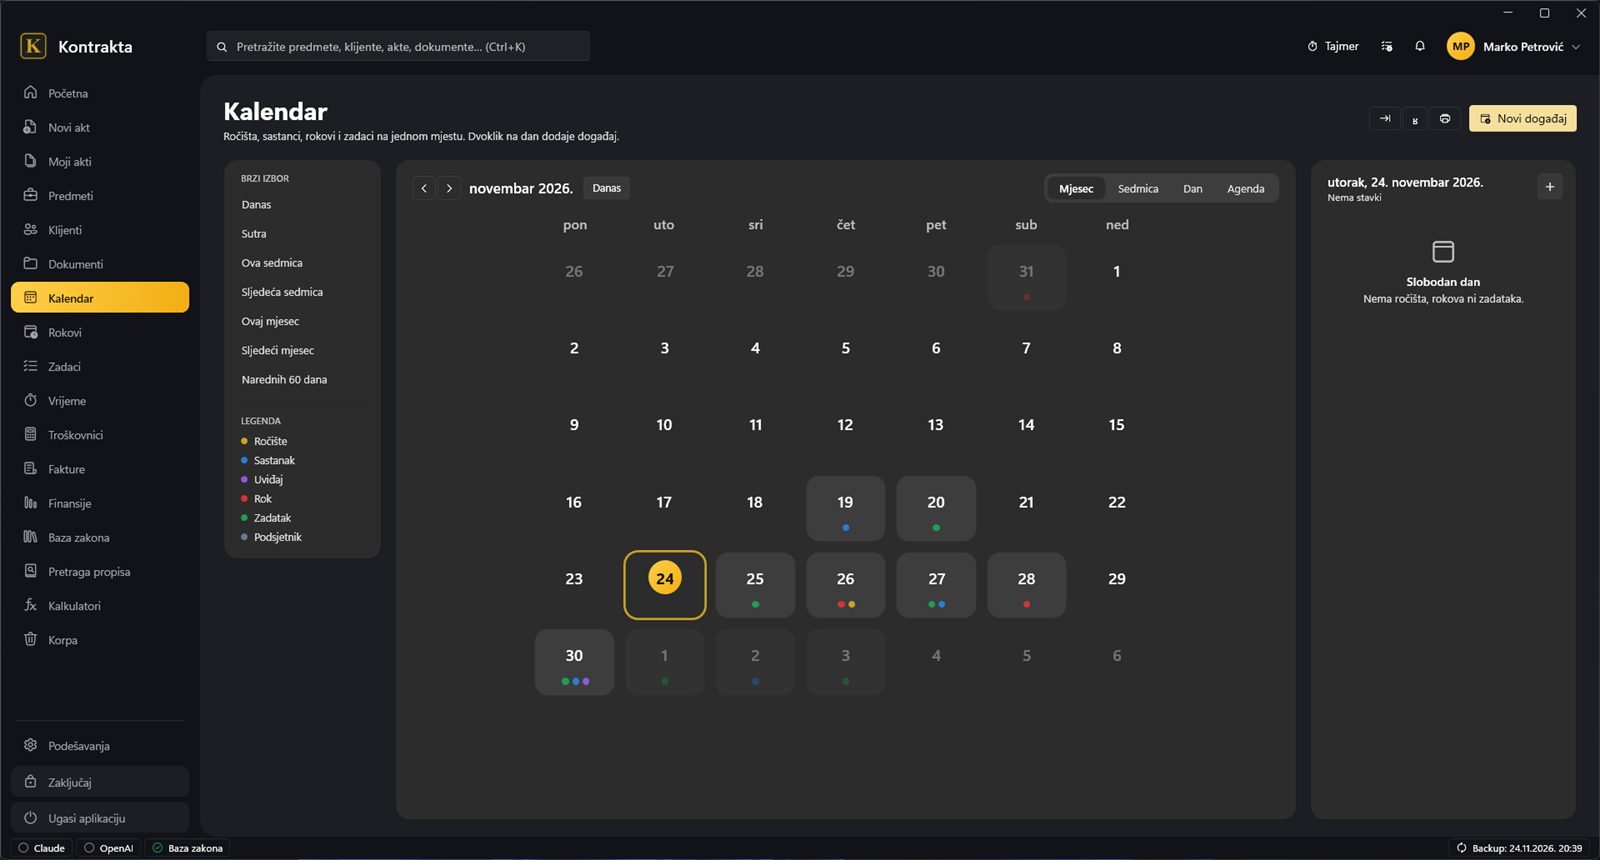 Kontrakta
Pretražite predmete, klijente, akte, dokumente... (Ctrl+K)
Tajmer
MP
Marko Petrović
Početna
Novi akt
Moji akti
Predmeti
Klijenti
Dokumenti
Kalendar
Rokovi
Zadaci
Vrijeme
Troškovnici
Fakture
Finansije
Baza zakona
Pretraga propisa
Kalkulatori
Korpa
Podešavanja
Zaključaj
Ugasi aplikaciju
Kalendar
Ročišta, sastanci, rokovi i zadaci na jednom mjestu. Dvoklik na dan dodaje događaj.
Novi događaj
BRZI IZBOR
Danas
Sutra
Ova sedmica
Sljedeća sedmica
Ovaj mjesec
Sljedeći mjesec
Narednih 60 dana
LEGENDA
Ročište
Sastanak
Uviđaj
Rok
Zadatak
Podsjetnik
novembar 2026. Danas
Mjesec Sedmica Dan Agenda
pon uto sri čet pet sub ned
26 27 28 29 30 31 1
2 3 4 5 6 7 8
9 10 11 12 13 14 15
16 17 18 19 20 21 22
23 24 25 26 27 28 29
30 1 2 3 4 5 6
utorak, 24. novembar 2026.
Nema stavki
Slobodan dan
Nema ročišta, rokova ni zadataka.
Claude OpenAI Baza zakona
Backup: 24.11.2026. 20:39